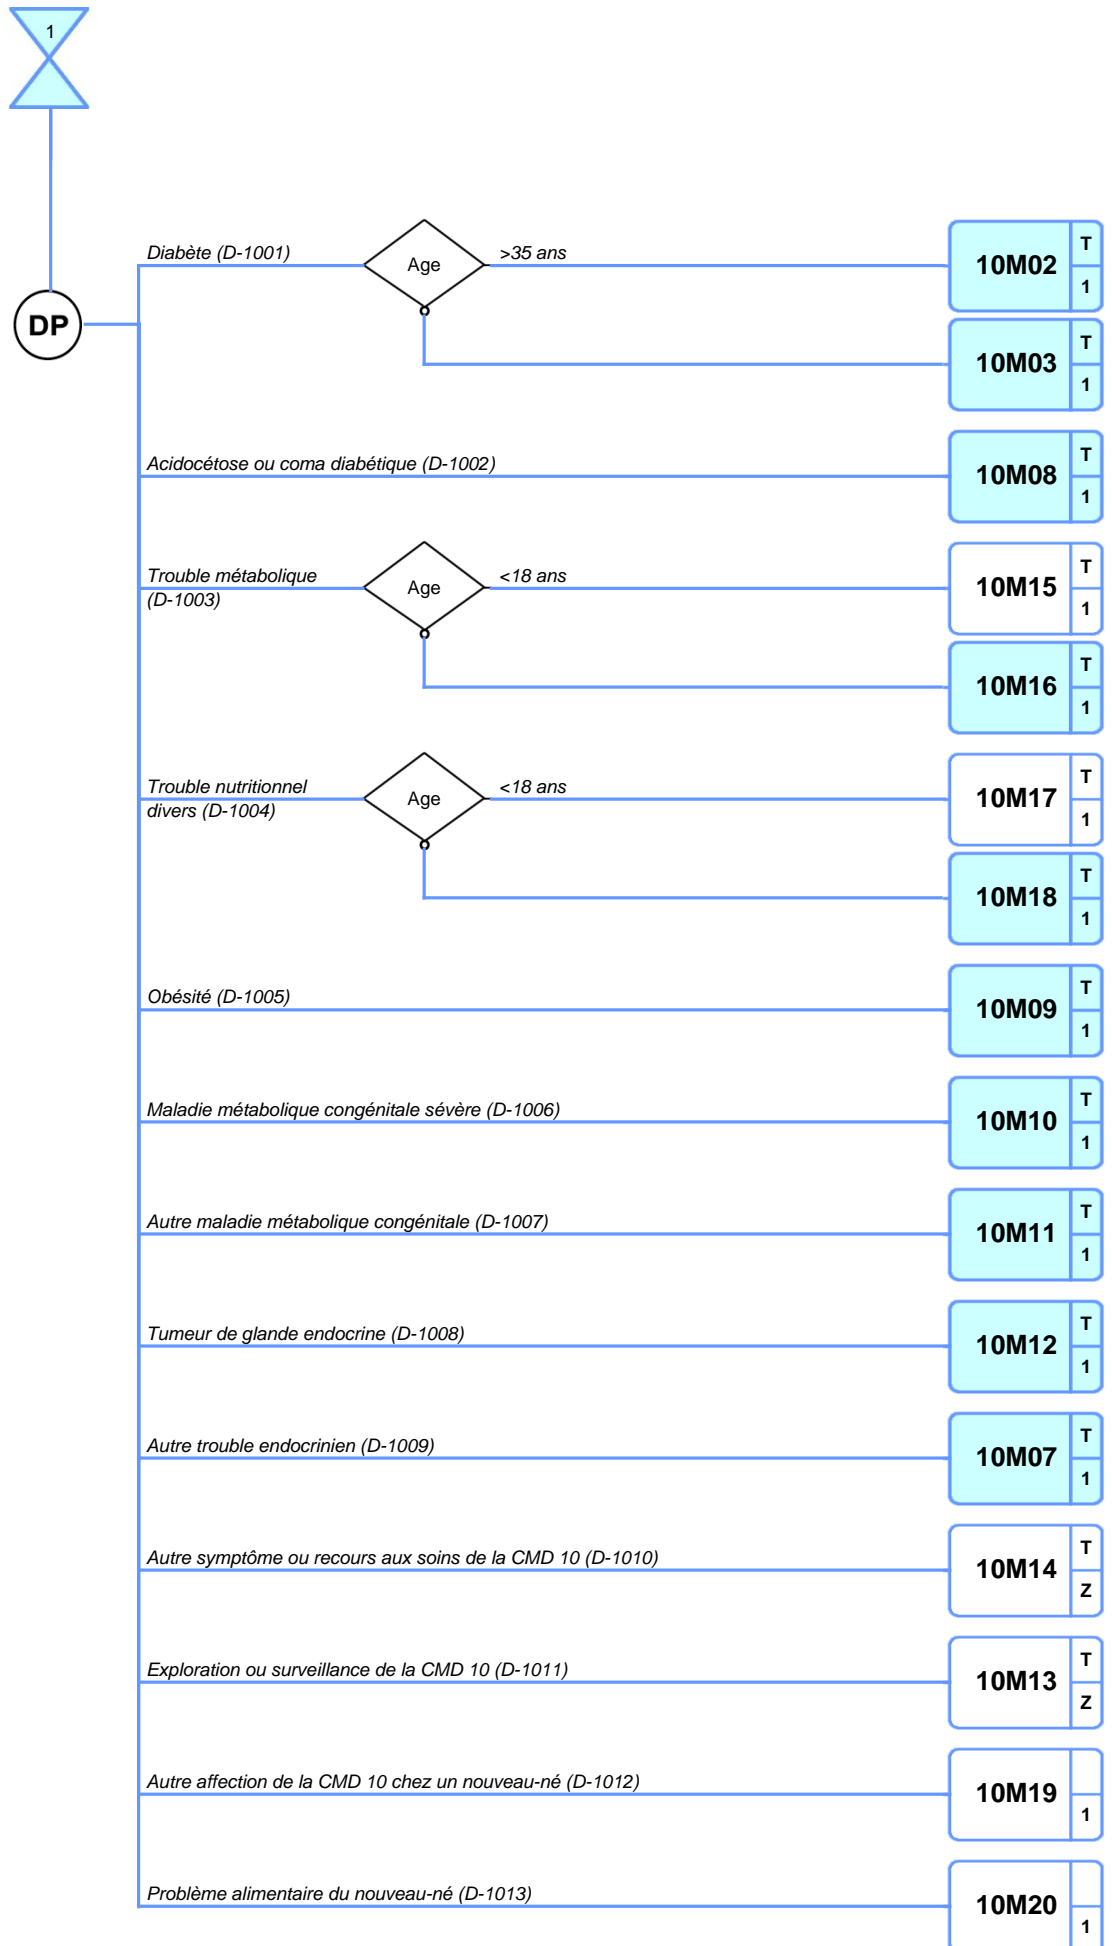 1
DP
Diabète (D-1001)
Age
>35 ans
10M02
T
1
10M03
T
1
Acidocétose ou coma diabétique (D-1002)
10M08
T
1
Trouble métabolique
(D-1003)
Age
<18 ans
10M15
T
1
10M16
T
1
Trouble nutritionnel
divers (D-1004)
Age
<18 ans
10M17
T
1
10M18
T
1
Obésité (D-1005)
10M09
T
1
Maladie métabolique congénitale sévère (D-1006)
10M10
T
1
Autre maladie métabolique congénitale (D-1007)
10M11
T
1
Tumeur de glande endocrine (D-1008)
10M12
T
1
Autre trouble endocrinien (D-1009)
10M07
T
1
Autre symptôme ou recours aux soins de la CMD 10 (D-1010)
10M14
T
Z
Exploration ou surveillance de la CMD 10 (D-1011)
10M13
T
Z
Autre affection de la CMD 10 chez un nouveau-né (D-1012)
10M19
1
Problème alimentaire du nouveau-né (D-1013)
10M20
1